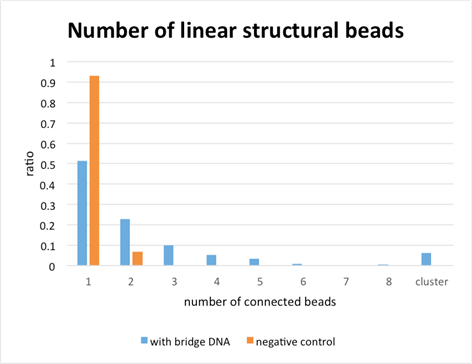 Number of linear structural beads
1
0.9
0.8
0.7
0.6
0.5
0.4
0.3
0.2
0.1
0
ratio
1 2 3 4 5 6 7 8 cluster
number of connected beads
with bridge DNA negative control